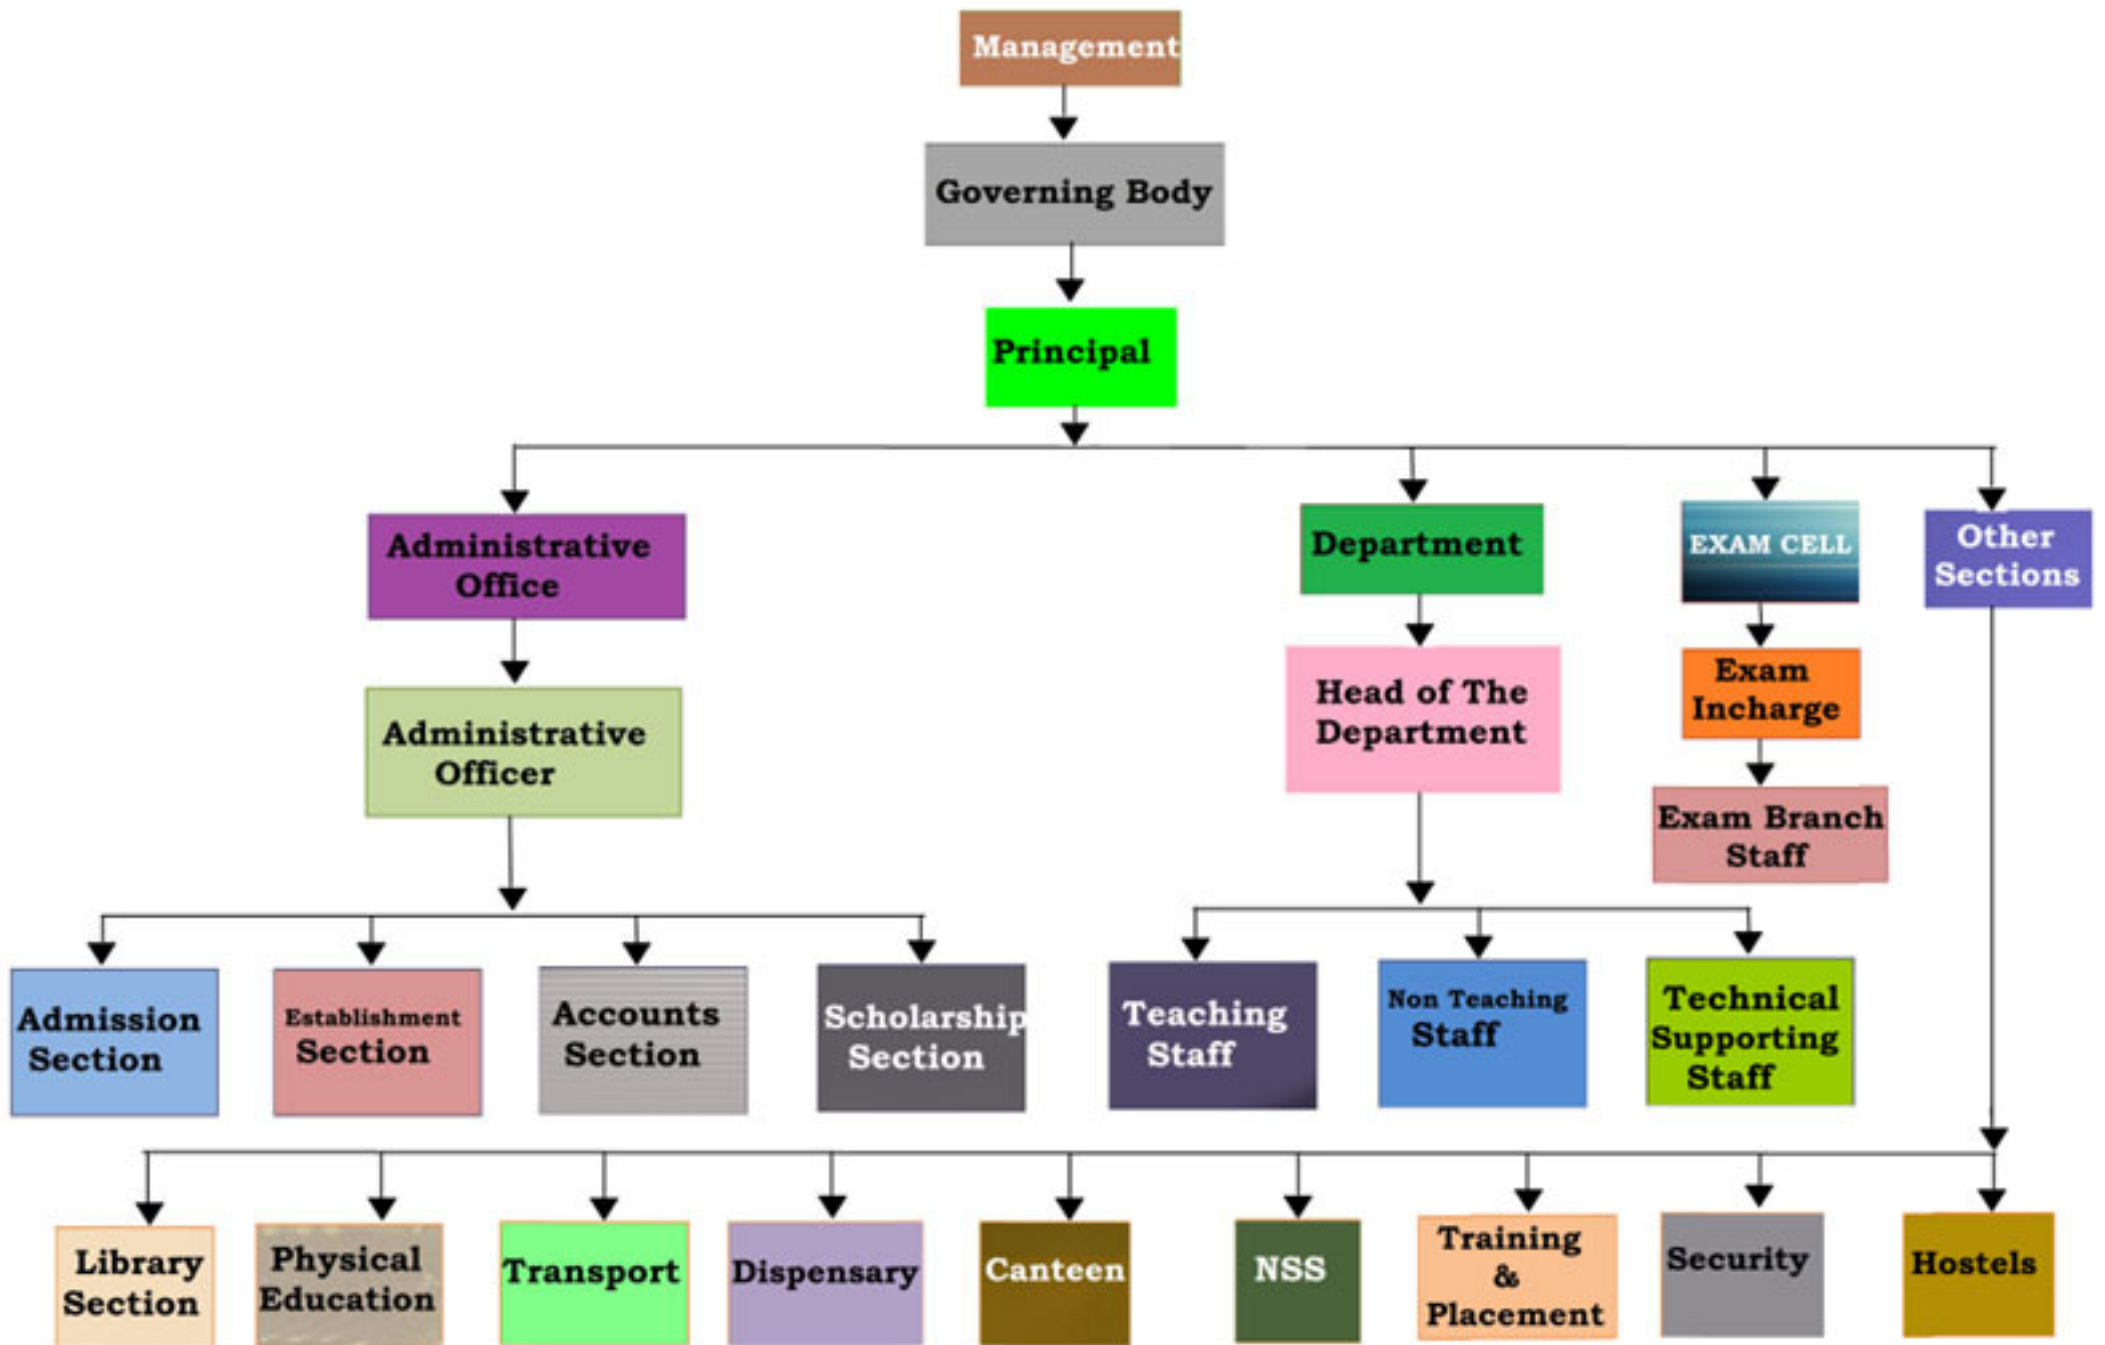 Management
Governing Body
Principal
Administrative
Office
Department
EXAM CELL
Other
Sections
Administrative
Officer
Head of The
Department
Exam
Incharge
Exam Branch
Staff
Admission
Section
Establishment
Section
Accounts
Section
Scholarship
Section
Teaching
Staff
Non Teaching
Staff
Technical
Supporting
Staff
Library
Section
Physical
Education
Transport
Dispensary
Canteen
NSS
Training
&
Placement
Security
Hostels